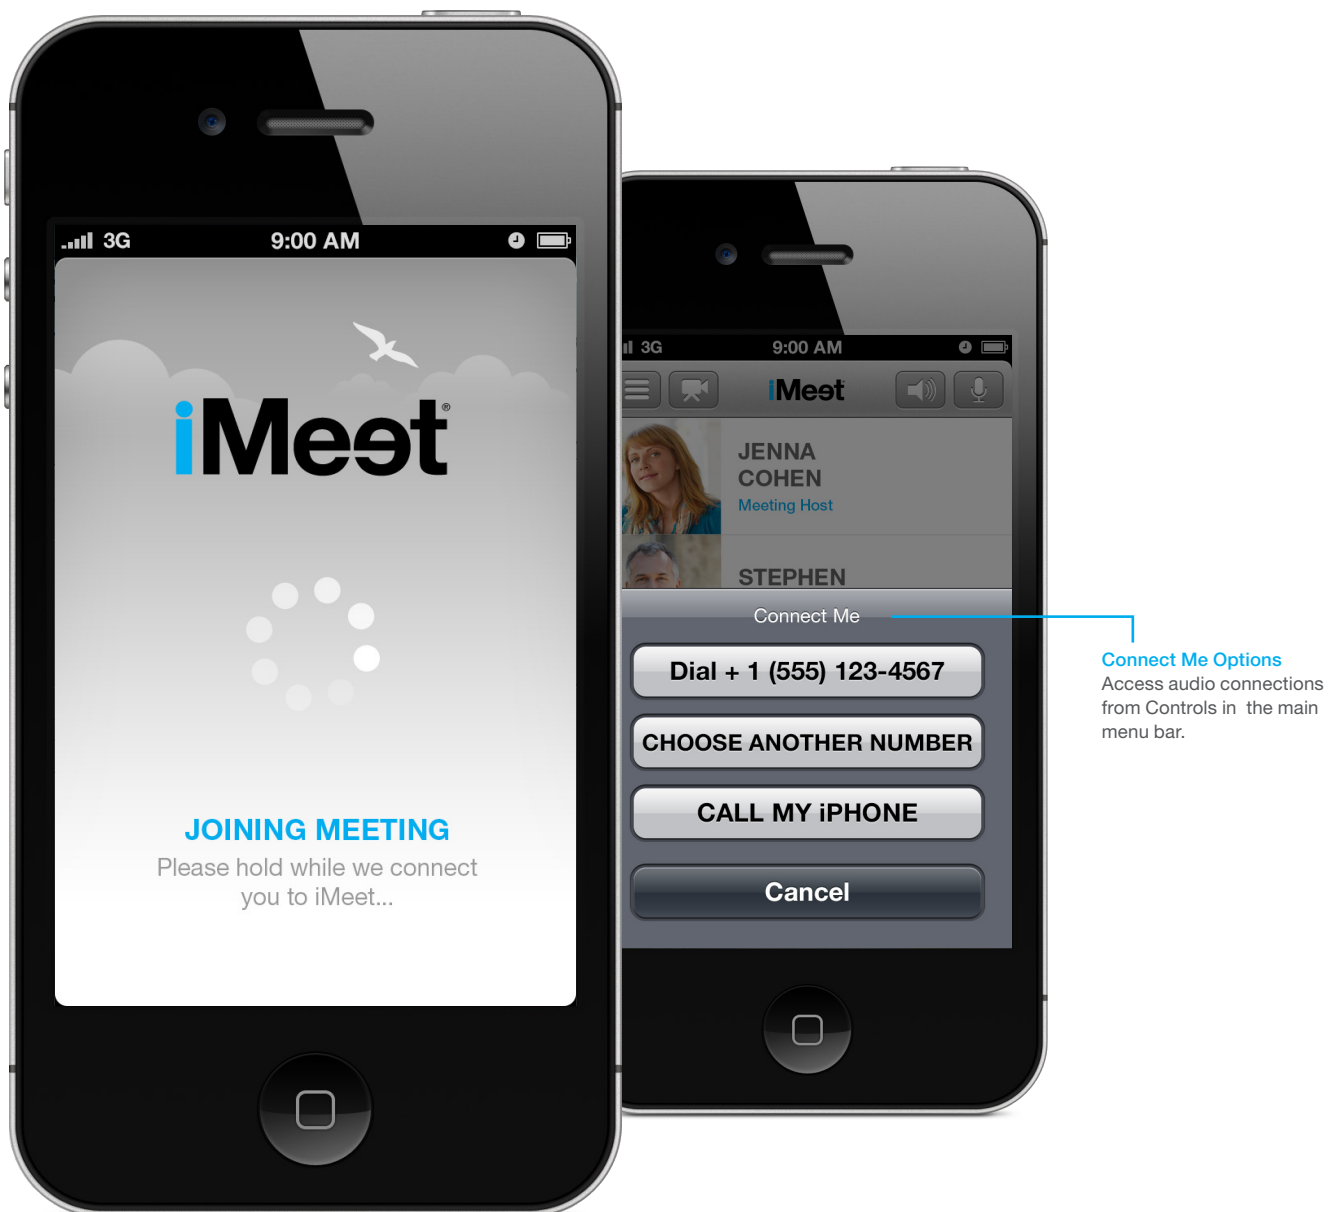 3G 9:00 AM
iMeet®
JOINING MEETING
Please hold while we connect
you to iMeet...
3G 9:00 AM
iMeet
JENNA
COHEN
Meeting Host
STEPHEN
Connect Me
Dial + 1 (555) 123-4567
CHOOSE ANOTHER NUMBER
CALL MY iPHONE
Cancel
Connect Me Options
Access audio connections
from Controls in the main
menu bar.